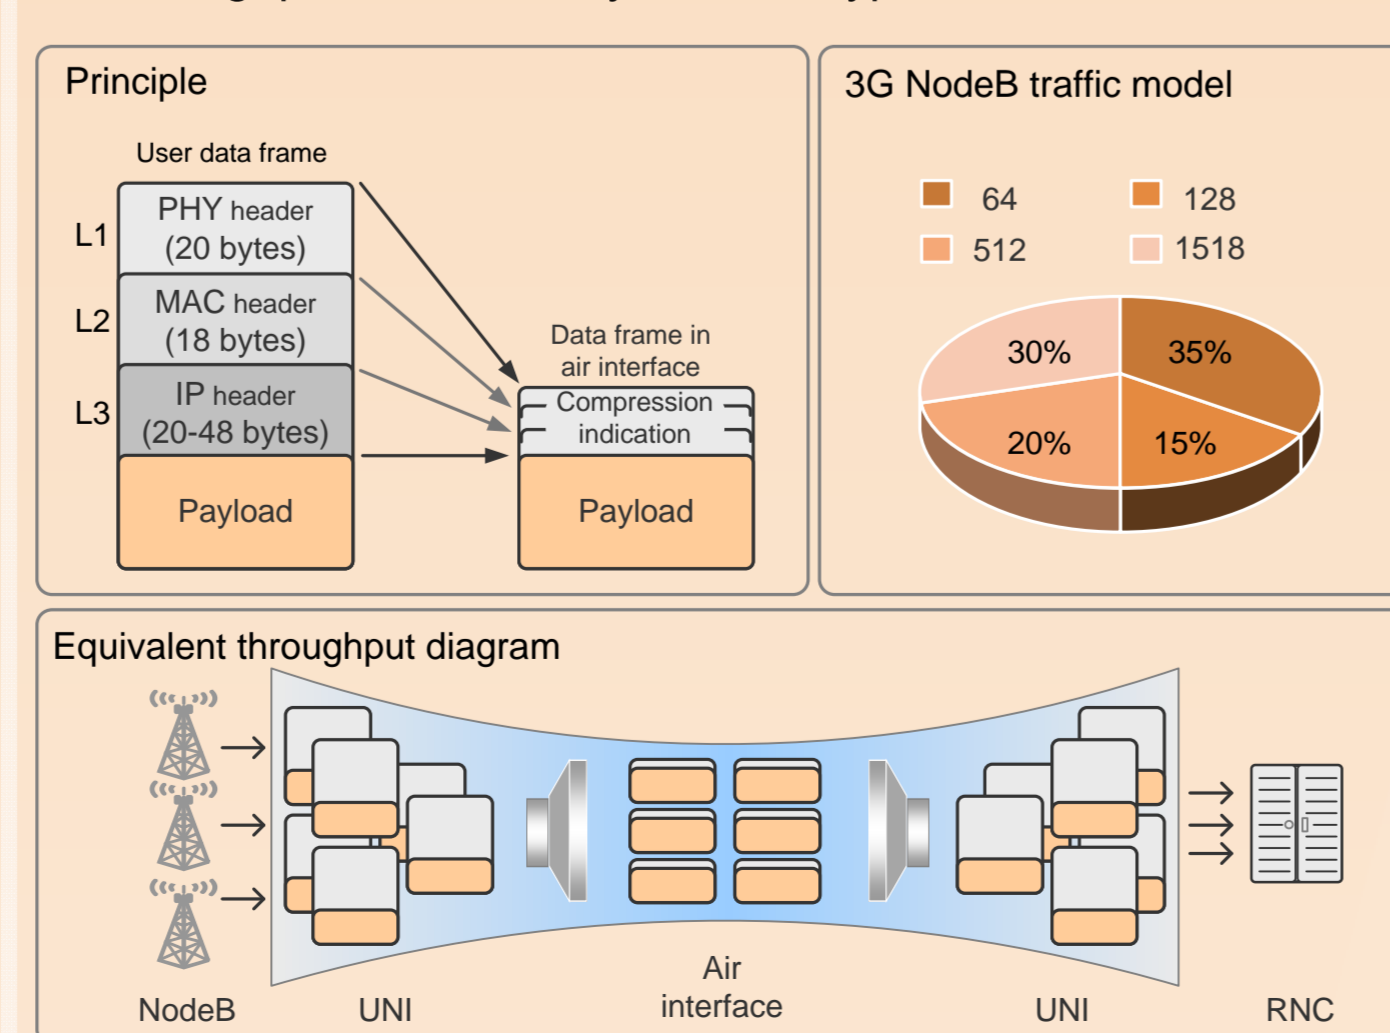 Principle
User data frame
L1
PHY header
(20 bytes)
L2
MAC header
(18 bytes)
L3
IP header
(20-48 bytes)
Payload
Data frame in
air interface
Compression
indication
Payload
3G NodeB traffic model
64
128
512
1518
30%
35%
20%
15%
Equivalent throughput diagram
NodeB
UNI
Air
interface
UNI
RNC